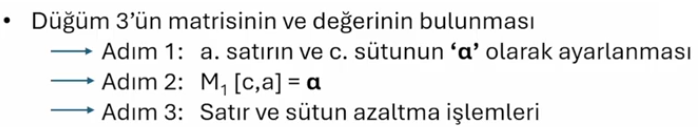 • Düğüm 3’ün matrisinin ve değerinin bulunması
→ Adım 1: a. satırın ve c. sütunun ‘α’ olarak ayarlanması
→ Adım 2: M₁ [c,a] = α
→ Adım 3: Satır ve sütun azaltma işlemleri